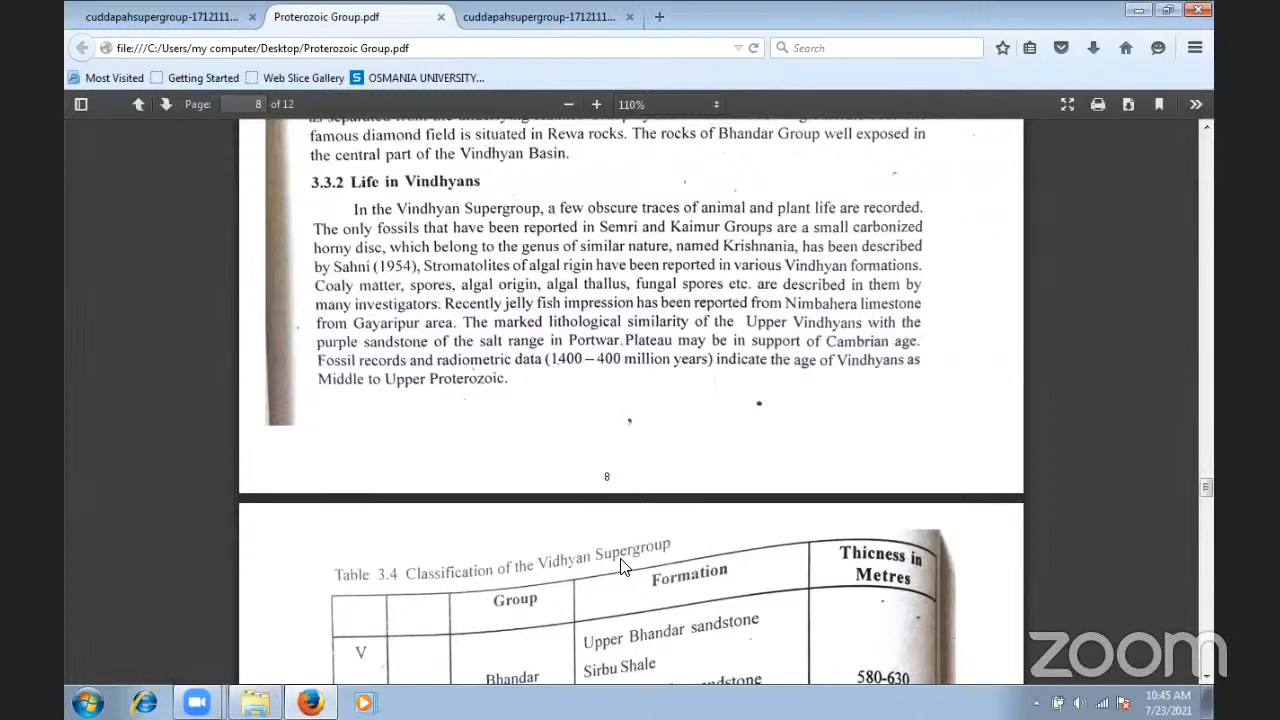 cuddapahsupergroup-1712111...
Proterozoic Group.pdf
cuddapahsupergroup-1712111...
file:///C:/Users/my computer/Desktop/Proterozoic Group.pdf
Search
Most Visited
Getting Started
Web Slice Gallery
S OSMANIA UNIVERSITY...
Page: 8 of 12
110%
famous diamond field is situated in Rewa rocks. The rocks of Bhandar Group well exposed in
the central part of the Vindhyan Basin.
3.3.2 Life in Vindhyans
In the Vindhyan Supergroup, a few obscure traces of animal and plant life are recorded.
The only fossils that have been reported in Semri and Kaimur Groups are a small carbonized
horny disc, which belong to the genus of similar nature, named Krishnania, has been described
by Sahni (1954), Stromatolites of algal rigin have been reported in various Vindhyan formations.
Coaly matter, spores, algal origin, algal thallus, fungal spores etc. are described in them by
many investigators. Recently jelly fish impression has been reported from Nimbahera limestone
from Gayaripur area. The marked lithological similarity of the Upper Vindhyans with the
purple sandstone of the salt range in Portwar. Plateau may be in support of Cambrian age.
Fossil records and radiometric data (1400 – 400 million years) indicate the age of Vindhyans as
Middle to Upper Proterozoic.
8
Table 3.4 Classification of the Vidhyan Supergroup
Group
Formation
Thicness in
Metres
V
Upper Bhandar sandstone
Sirbu Shale
Bhandar
580-630
zoom
10:45 AM
7/23/2021